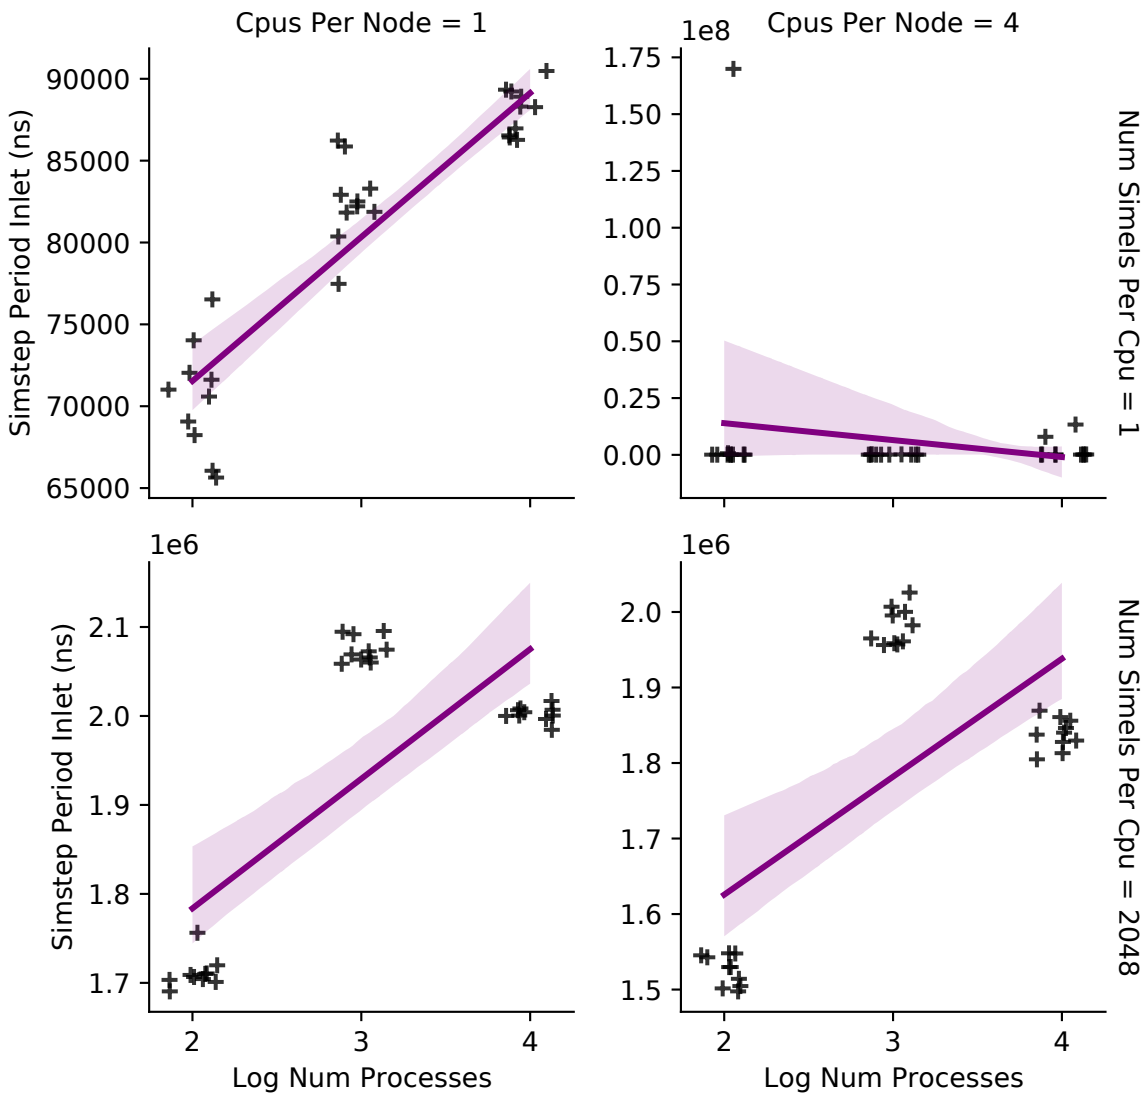 Cpus Per Node = 1
Cpus Per Node = 4
1e8
Simstep Period Inlet (ns)
90000
85000
80000
75000
70000
65000
1.75
1.50
1.25
1.00
0.75
0.50
0.25
0.00
Num Simels Per Cpu = 1
1e6
Simstep Period Inlet (ns)
2.1
2.0
1.9
1.8
1.7
2
3
4
Log Num Processes
1e6
2.0
1.9
1.8
1.7
1.6
1.5
2
3
4
Log Num Processes
Num Simels Per Cpu = 2048